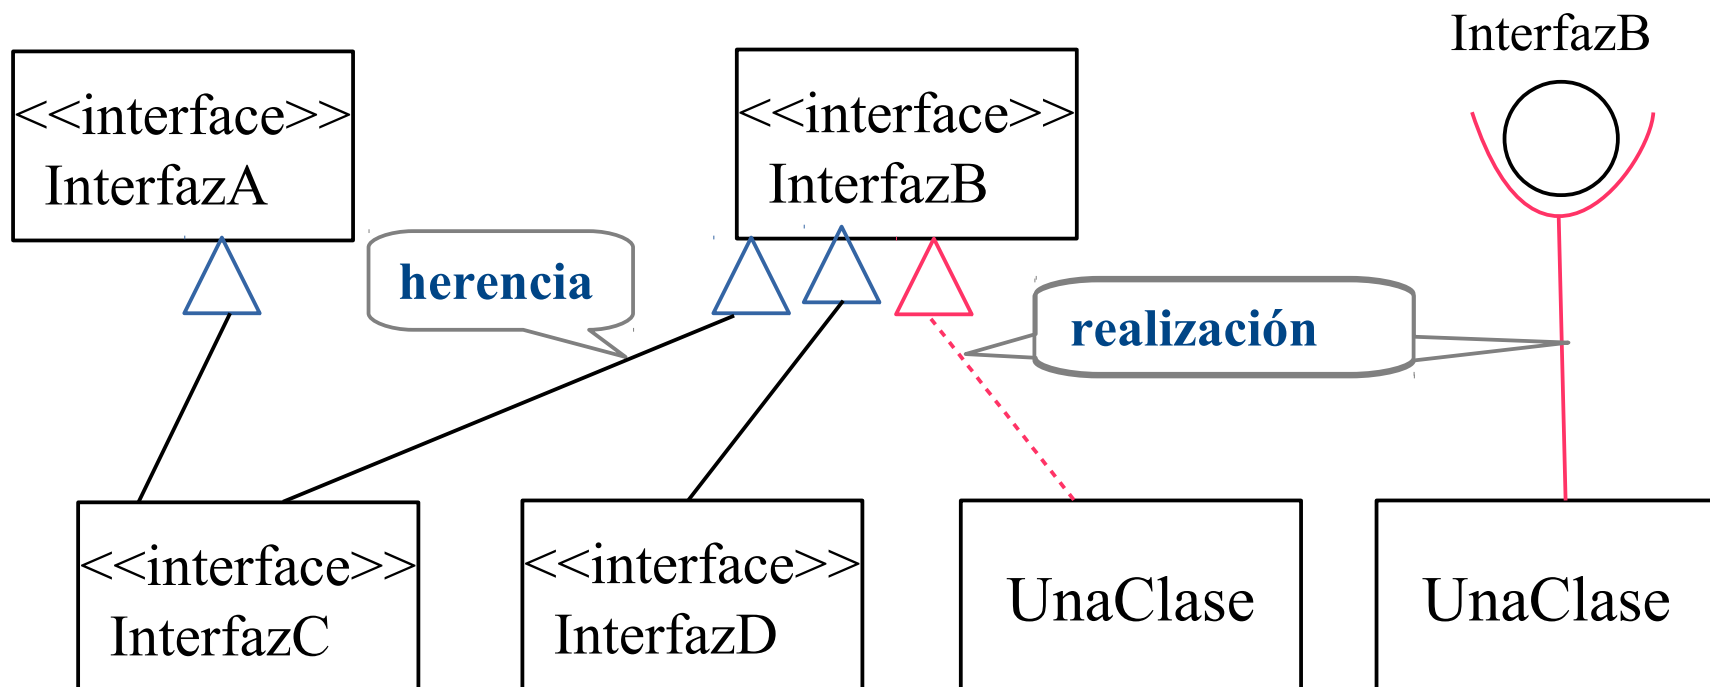 InterfazB
<<interface>>
InterfazA
<<interface>>
InterfazB
herencia
realización
<<interface>>
InterfazC
<<interface>>
InterfazD
UnaClase
UnaClase